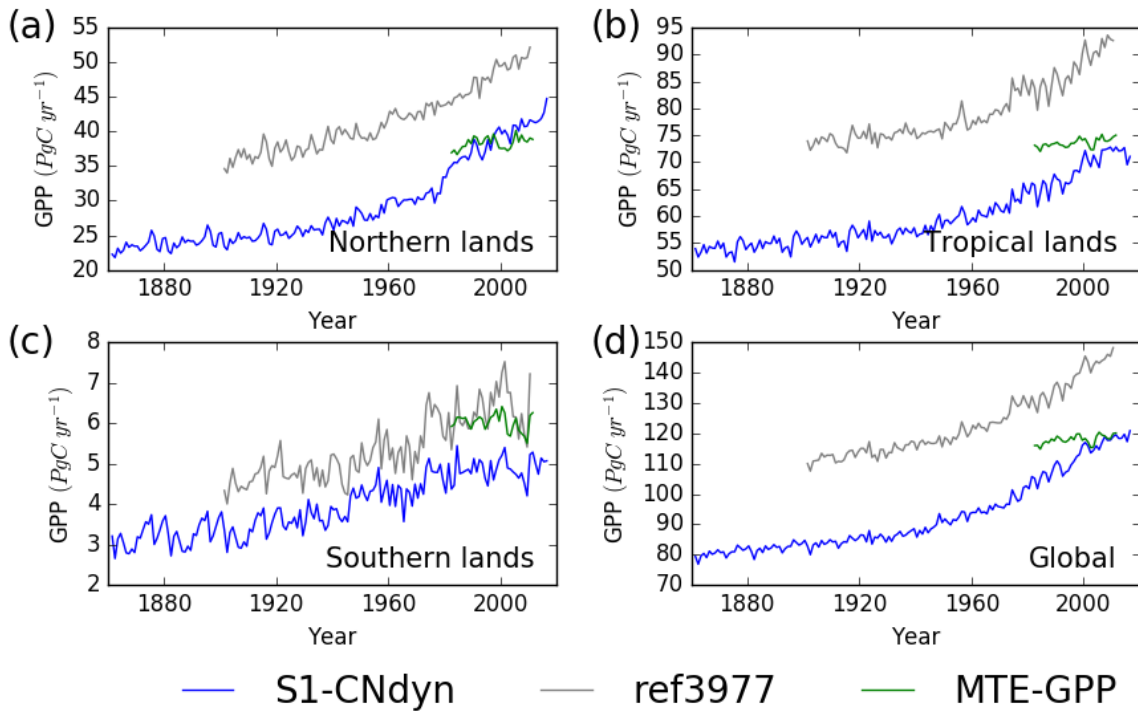 (a)
55
50
45
40
35
30
25
20
GPP (PgC yr⁻¹)
Northern lands
1880 1920 1960 2000
Year
(b)
95
90
85
80
75
70
65
60
55
50
GPP (PgC yr⁻¹)
Tropical lands
1880 1920 1960 2000
Year
(c)
8
7
6
5
4
3
2
GPP (PgC yr⁻¹)
Southern lands
1880 1920 1960 2000
Year
(d)
150
140
130
120
110
100
90
80
70
GPP (PgC yr⁻¹)
Global
1880 1920 1960 2000
Year
S1-CNdyn ref3977 MTE-GPP